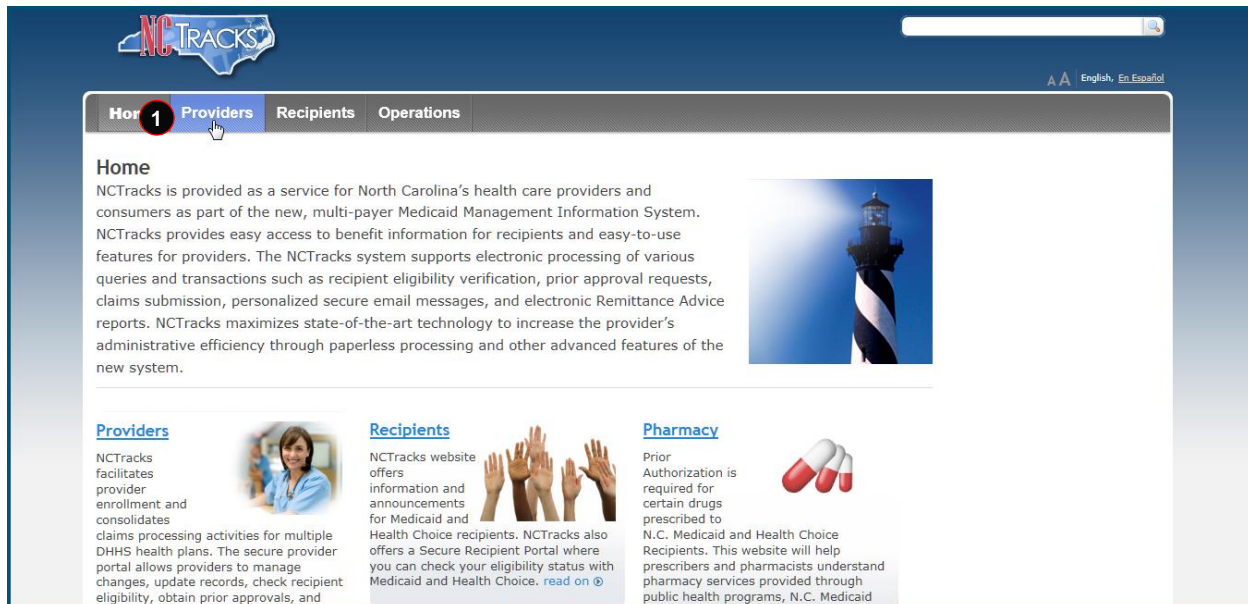 NCTRACKS
A A English, En Español
Home 1 Providers Recipients Operations
Home
NCTracks is provided as a service for North Carolina's health care providers and
consumers as part of the new, multi-payer Medicaid Management Information System.
NCTracks provides easy access to benefit information for recipients and easy-to-use
features for providers. The NCTracks system supports electronic processing of various
queries and transactions such as recipient eligibility verification, prior approval requests,
claims submission, personalized secure email messages, and electronic Remittance Advice
reports. NCTracks maximizes state-of-the-art technology to increase the provider's
administrative efficiency through paperless processing and other advanced features of the
new system.
Providers
NCTracks
facilitates
provider
enrollment and
consolidates
claims processing activities for multiple
DHHS health plans. The secure provider
portal allows providers to manage
changes, update records, check recipient
eligibility, obtain prior approvals, and
Recipients
NCTracks website
offers
information and
announcements
for Medicaid and
Health Choice recipients. NCTracks also
offers a Secure Recipient Portal where
you can check your eligibility status with
Medicaid and Health Choice. read on
Pharmacy
Prior
Authorization is
required for
certain drugs
prescribed to
N.C. Medicaid and Health Choice
Recipients. This website will help
prescribers and pharmacists understand
pharmacy services provided through
public health programs, N.C. Medicaid